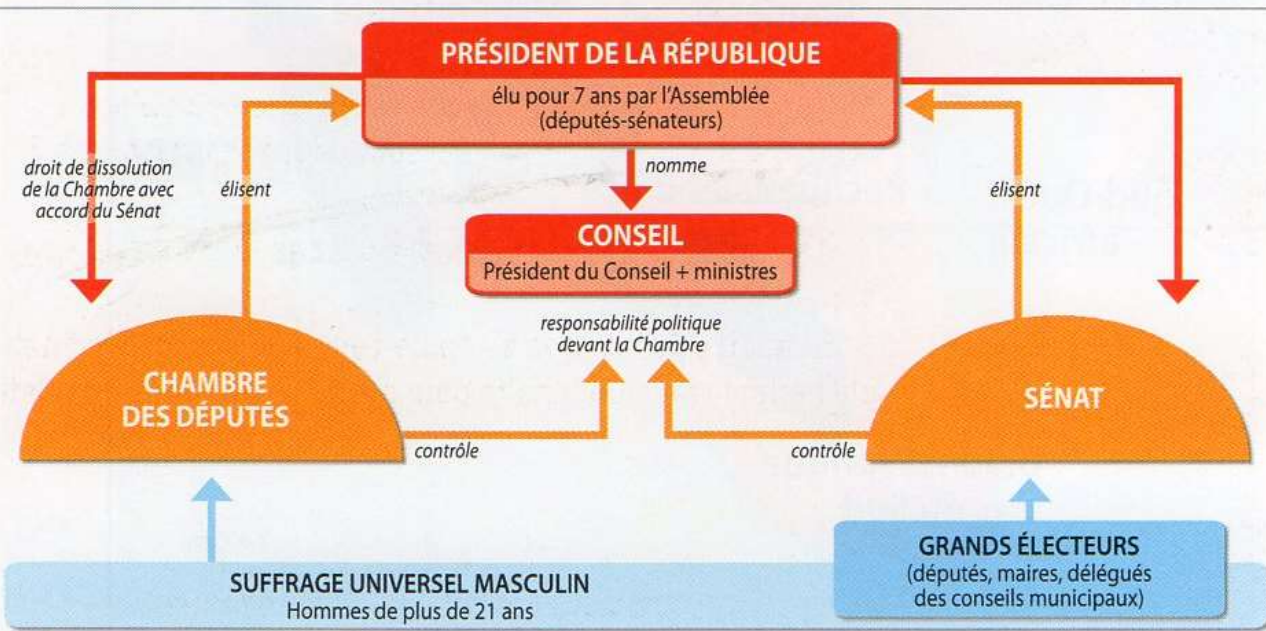 PRÉSIDENT DE LA RÉPUBLIQUE
élu pour 7 ans par l'Assemblée
(députés-sénateurs)
droit de dissolution
de la Chambre avec
accord du Sénat
élisent
nomme
élisent
CONSEIL
Président du Conseil + ministres
responsabilité politique
devant la Chambre
CHAMBRE
DES DÉPUTÉS
SÉNAT
contrôle
contrôle
SUFFRAGE UNIVERSEL MASCULIN
Hommes de plus de 21 ans
GRANDS ÉLECTEURS
(députés, maires, délégués
des conseils municipaux)